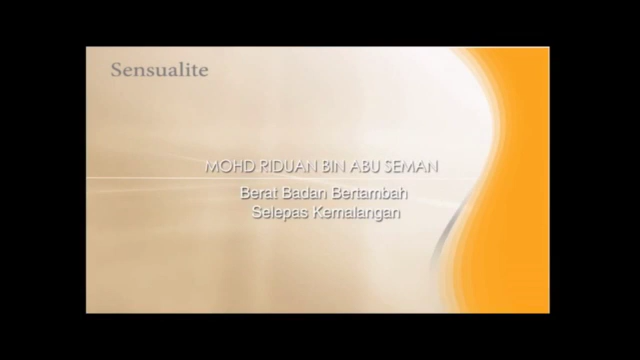 Sensualite
MOHD RIDUAN BIN ABU SEMAN
Berat Badan Bertambah
Selepas Kemalangan